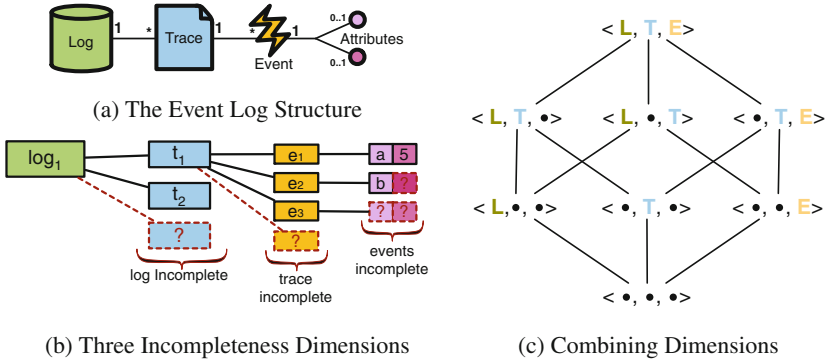 Log
1
*
Trace
1
*
Event
1
0..1
Attributes
0..1
(a) The Event Log Structure
log1
t1
e1
a 5
e2
b ?
t2
e3
? ?
?
?
log Incomplete
trace
incomplete
events
incomplete
(b) Three Incompleteness Dimensions
< L, T, E>
< L, T, •>
< L, •, T>
< •, T, E>
< L, •, •>
< •, T, •>
< •, •, E>
< •, •, •>
(c) Combining Dimensions